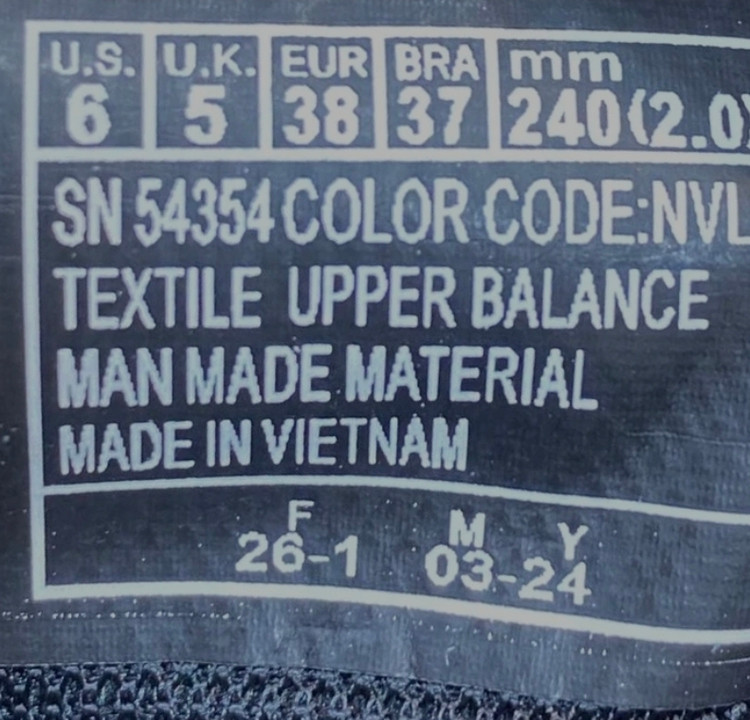 U.S. U.K. EUR BRA mm
6 5 38 37 240(2.0)
SN 54354 COLOR CODE:NVL
TEXTILE UPPER BALANCE
MAN MADE MATERIAL
MADE IN VIETNAM
F M Y
26-1 03-24